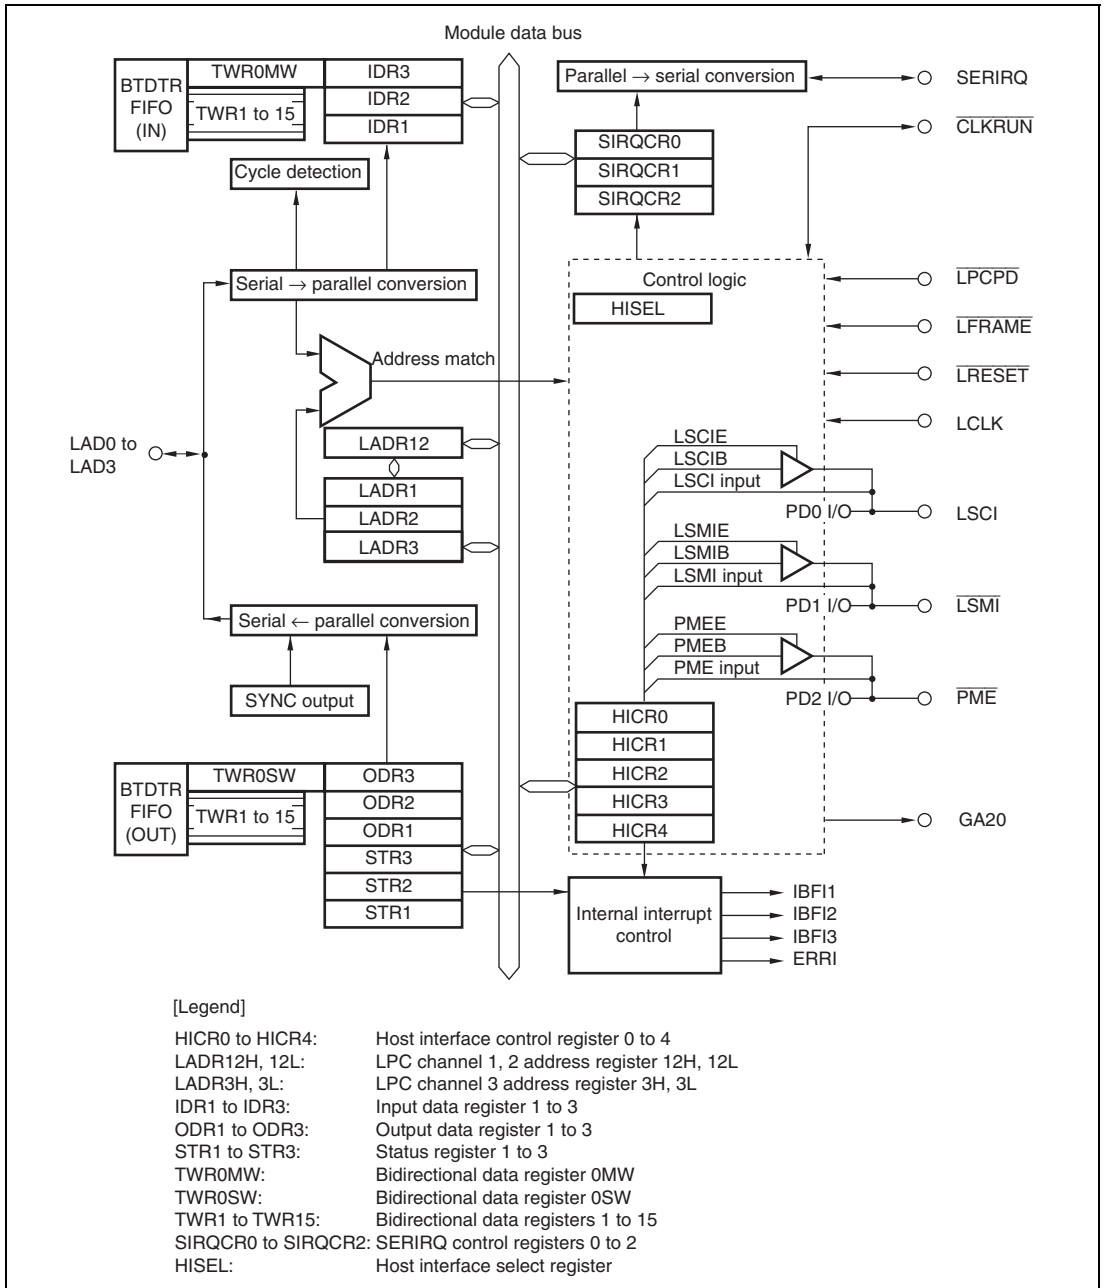 Module data bus
BTDTR
FIFO
(IN)
TWR0MW
TWR1 to 15
IDR3
IDR2
IDR1
Cycle detection
Serial → parallel conversion
Address match
LAD0 to
LAD3
LADR12
LADR1
LADR2
LADR3
Serial ← parallel conversion
SYNC output
BTDTR
FIFO
(OUT)
TWR0SW
TWR1 to 15
ODR3
ODR2
ODR1
STR3
STR2
STR1
Parallel → serial conversion
SERIRQ
CLKRUN
SIRQCR0
SIRQCR1
SIRQCR2
Control logic
HISEL
LPCPD
LFRAME
LRESET
LCLK
LSCIE
LSCIB
LSCI input
PD0 I/O
LSCI
LSMIE
LSMIB
LSMI input
PD1 I/O
LSMI
PMEE
PMEB
PME input
PD2 I/O
PME
HICR0
HICR1
HICR2
HICR3
HICR4
GA20
Internal interrupt
control
IBFI1
IBFI2
IBFI3
ERRI
[Legend]
HICR0 to HICR4: Host interface control register 0 to 4
LADR12H, 12L: LPC channel 1, 2 address register 12H, 12L
LADR3H, 3L: LPC channel 3 address register 3H, 3L
IDR1 to IDR3: Input data register 1 to 3
ODR1 to ODR3: Output data register 1 to 3
STR1 to STR3: Status register 1 to 3
TWR0MW: Bidirectional data register 0MW
TWR0SW: Bidirectional data register 0SW
TWR1 to TWR15: Bidirectional data registers 1 to 15
SIRQCR0 to SIRQCR2: SERIRQ control registers 0 to 2
HISEL: Host interface select register